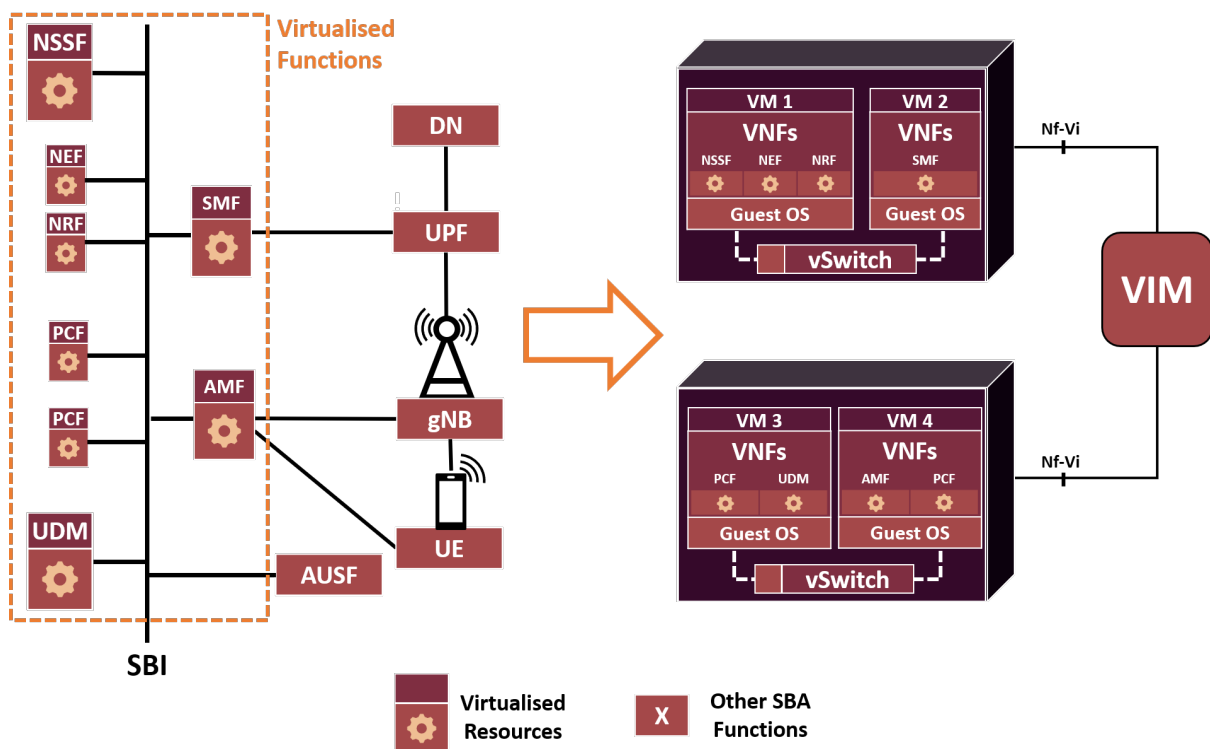 Virtualised
Functions
NSSF
NEF
NRF
SMF
PCF
AMF
PCF
UDM
SBI
DN
UPF
gNB
UE
AUSF
VM 1
VNFs
NSSF NEF NRF
Guest OS
VM 2
VNFs
SMF
Guest OS
vSwitch
Nf-Vi
VIM
VM 3
VNFs
PCF UDM
Guest OS
VM 4
VNFs
AMF PCF
Guest OS
vSwitch
Nf-Vi
Virtualised
Resources
X
Other SBA
Functions